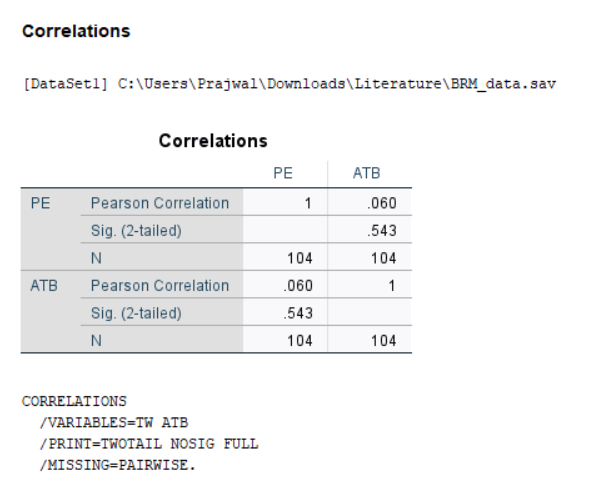 Correlations
[DataSet1] C:\Users\Prajwal\Downloads\Literature\BRM_data.sav
Correlations
PE ATB
PE Pearson Correlation 1 .060
Sig. (2-tailed) .543
N 104 104
ATB Pearson Correlation .060 1
Sig. (2-tailed) .543
N 104 104
CORRELATIONS
/VARIABLES=TW ATB
/PRINT=TWOTAIL NOSIG FULL
/MISSING=PAIRWISE.